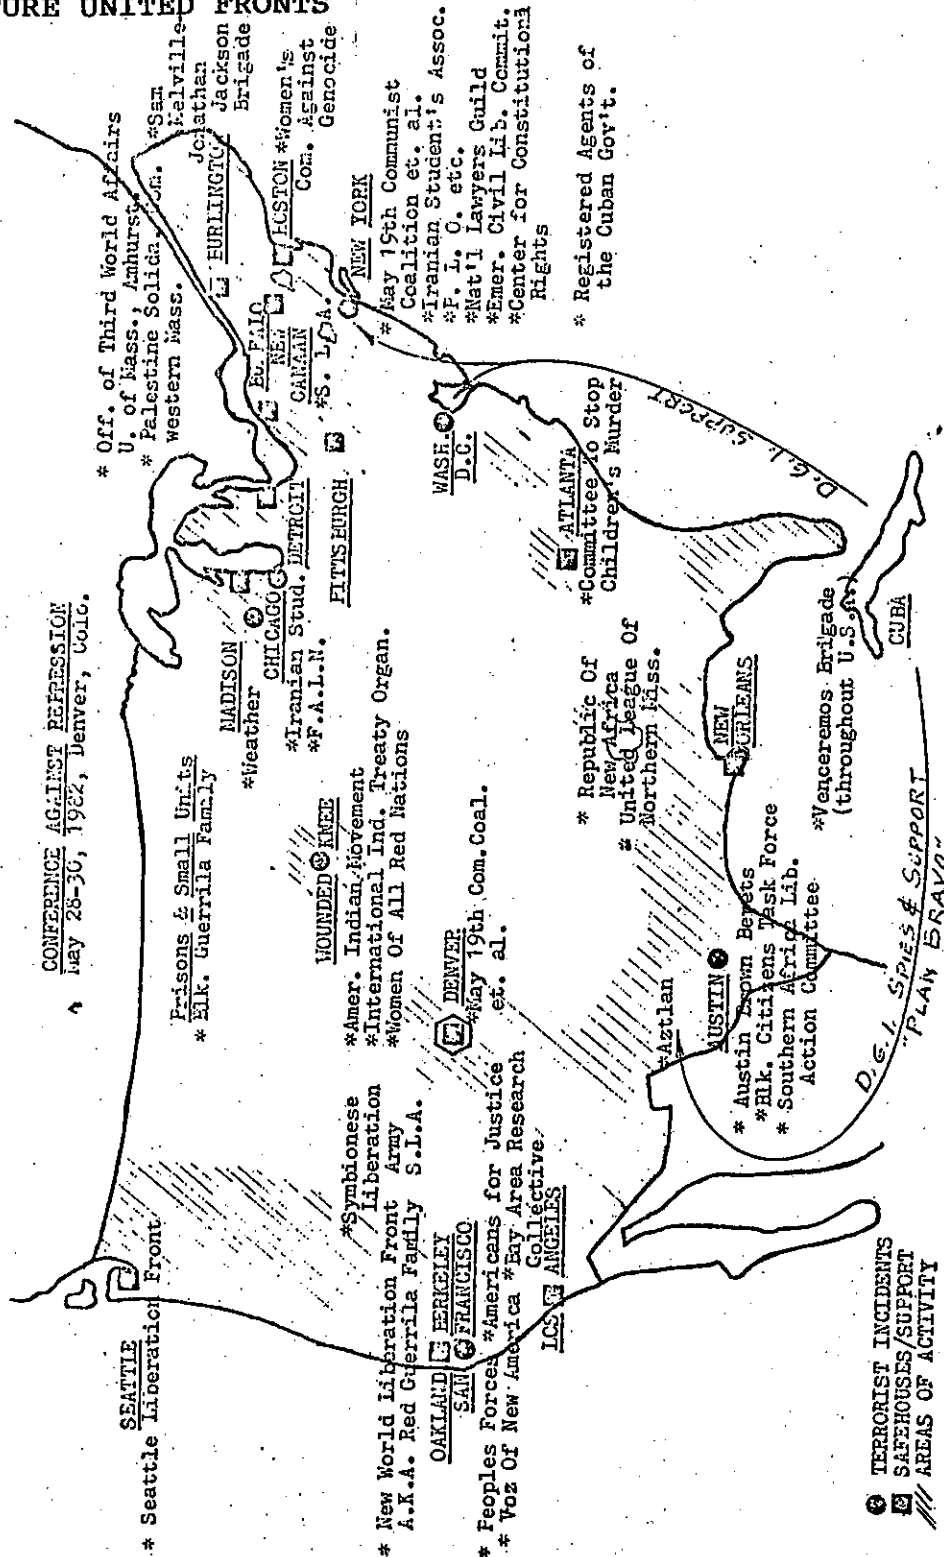 TURE UNITED FRONTS
CONFERENCE AGAINST REPRESSION
May 28-30, 1982, Denver, Colo.
* Off. of Third World Affairs
U. of Mass., Amhurst.
* Palestine Solida. Com.
Western Mass.
*Sam
Melville-
Jonathan
Jackson
Brigade
BURLINGTO
BOSTON *Women's
Com. Against
Genocide
BUFFALO
NEW
CANAAN
*S. L. A.
NEW YORK
* May 19th Communist
Coalition et. al.
*Iranian Student's Assoc.
*P. L. O. etc.
*Nat'l Lawyers Guild
*Emer. Civil Lib. Commit.
*Center for Constitutional
Rights
* Registered Agents of
the Cuban Gov't.
SEATTLE
* Seattle Liberation Front
Prisons & Small Units
* Blk. Guerrila Family
MADISON
*Weather
CHICAGO
*Iranian Stud.
*F.A.L.N.
DETROIT
PITTSBURGH
WASH.
D.C.
WOUNDED KNEE
*Amer. Indian Movement
*International Ind. Treaty Organ.
*Women Of All Red Nations
*Symbionese
Liberation
Army
S.L.A.
* New World Liberation Front
A.K.A. Red Guerrila Family
OAKLAND BERKELEY
SAN FRANCISCO
* Peoples Forces *Americans for Justice
* Voz Of New America *Bay Area Research
Collective
LOS ANGELES
DENVER
*May 19th Com.Coal.
et. al.
ATLANTA
*Committee To Stop
Children's Murder
* Republic Of
New Africa
* United League Of
Northern Miss.
NEW
ORLEANS
*Aztlan
AUSTIN
* Austin Brown Berets
*Blk. Citizens Task Force
* Southern Africa Lib.
Action Committee
*Venceremos Brigade
(throughout U.S.A.)
CUBA
D.G.I. SUPPORT
D.G.I. SPIES & SUPPORT
"PLAN BRAVO"
TERRORIST INCIDENTS
SAFEHOUSES/SUPPORT
//// AREAS OF ACTIVITY